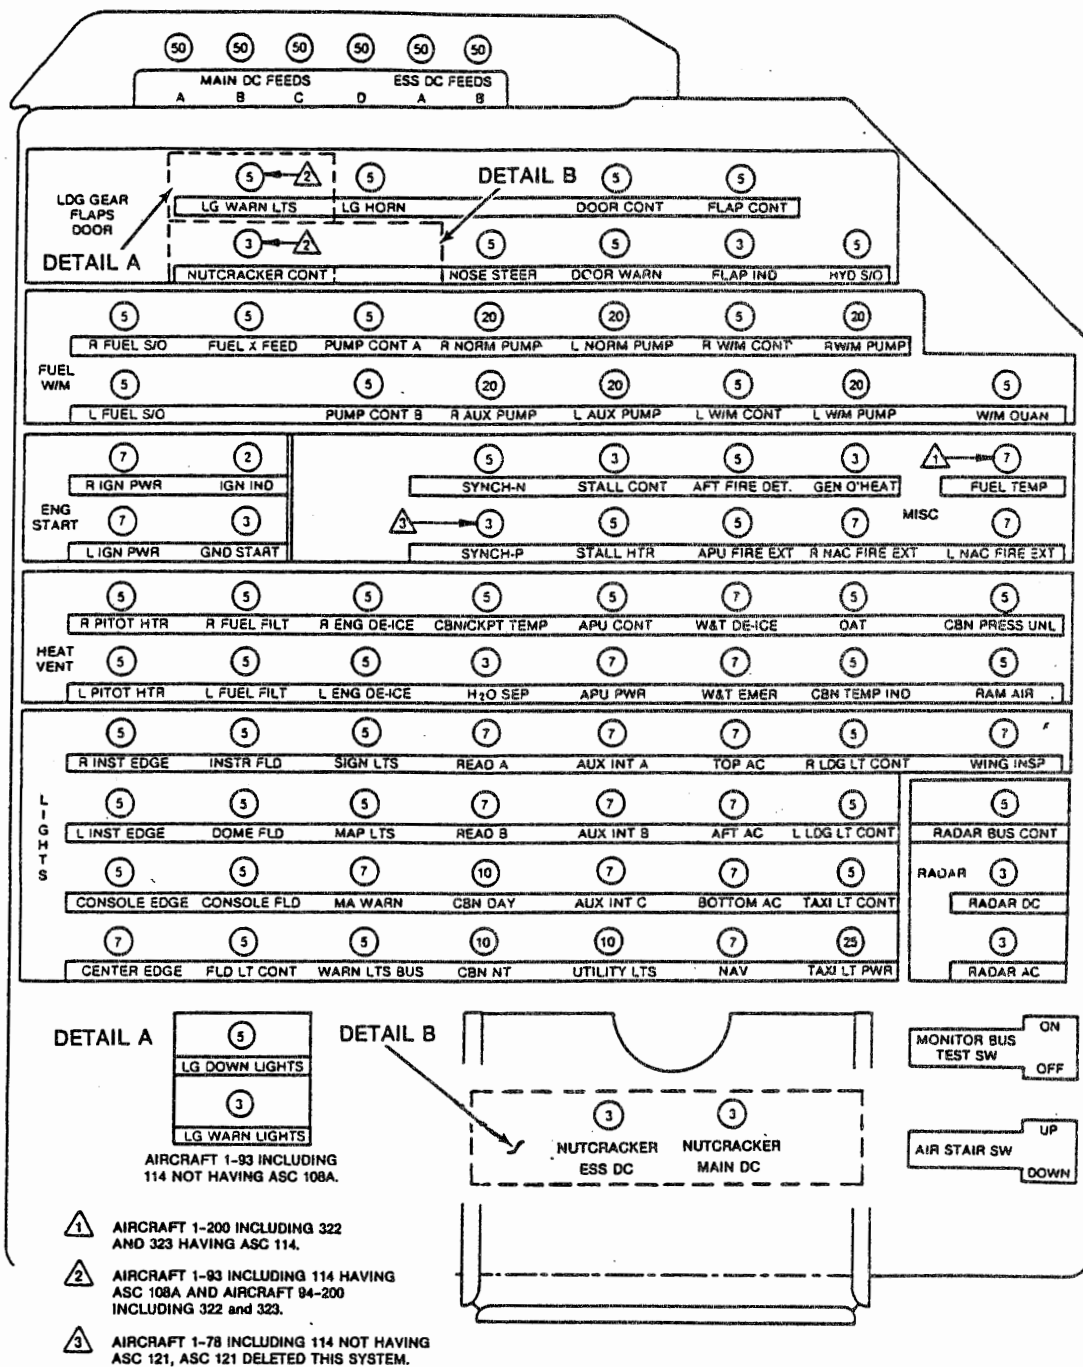 50 50 50 50 50 50
MAIN DC FEEDS ESS DC FEEDS
A B C D A B
LDG GEAR
FLAPS
DOOR
DETAIL A
5 2 5 DETAIL B 5 5
LG WARN LTS LG HORN DOOR CONT FLAP CONT
3 2 5 5 3 5
NUTCRACKER CONT NOSE STEER DOOR WARN FLAP IND HYD S/O
FUEL
W/M
5 5 5 20 20 5 20
R FUEL S/O FUEL X FEED PUMP CONT A R NORM PUMP L NORM PUMP R W/M CONT RW/M PUMP
5 5 20 20 5 20 5
L FUEL S/O PUMP CONT B R AUX PUMP L AUX PUMP L W/M CONT L W/M PUMP W/M QUAN
ENG
START
7 2
R IGN PWR IGN IND
7 3
L IGN PWR GND START
5 3 5 3 1 7
SYNCH-N STALL CONT AFT FIRE DET. GEN O'HEAT FUEL TEMP
MISC
3 3 5 5 7 7
SYNCH-P STALL HTR APU FIRE EXT R NAC FIRE EXT L NAC FIRE EXT
HEAT
VENT
5 5 5 5 5 7 5 5
R PITOT HTR R FUEL FILT R ENG DE-ICE CBN/CKPT TEMP APU CONT W&T DE-ICE OAT CBN PRESS UNL
5 5 5 3 7 7 5 5
L PITOT HTR L FUEL FILT L ENG DE-ICE H₂O SEP APU PWR W&T EMER CBN TEMP IND RAM AIR
LIGHTS
5 5 5 7 7 7 5 7
R INST EDGE INSTR FLD SIGN LTS READ A AUX INT A TOP AC R LDG LT CONT WING INSP
5 5 5 7 7 7 5
L INST EDGE DOME FLD MAP LTS READ B AUX INT B AFT AC L LDG LT CONT
5 5 7 10 7 7 5
CONSOLE EDGE CONSOLE FLD MA WARN CBN DAY AUX INT C BOTTOM AC TAXI LT CONT
7 5 5 10 10 7 25
CENTER EDGE FLD LT CONT WARN LTS BUS CBN NT UTILITY LTS NAV TAXI LT PWR
5
RADAR BUS CONT
RADAR 3
RADAR DC
3
RADAR AC
DETAIL A
5
LG DOWN LIGHTS
3
LG WARN LIGHTS
AIRCRAFT 1-93 INCLUDING
114 NOT HAVING ASC 108A.
DETAIL B
3 3
NUTCRACKER NUTCRACKER
ESS DC MAIN DC
MONITOR BUS
TEST SW
ON
OFF
AIR STAIR SW
UP
DOWN
1 AIRCRAFT 1-200 INCLUDING 322
AND 323 HAVING ASC 114.
2 AIRCRAFT 1-93 INCLUDING 114 HAVING
ASC 108A AND AIRCRAFT 94-200
INCLUDING 322 and 323.
3 AIRCRAFT 1-78 INCLUDING 114 NOT HAVING
ASC 121, ASC 121 DELETED THIS SYSTEM.